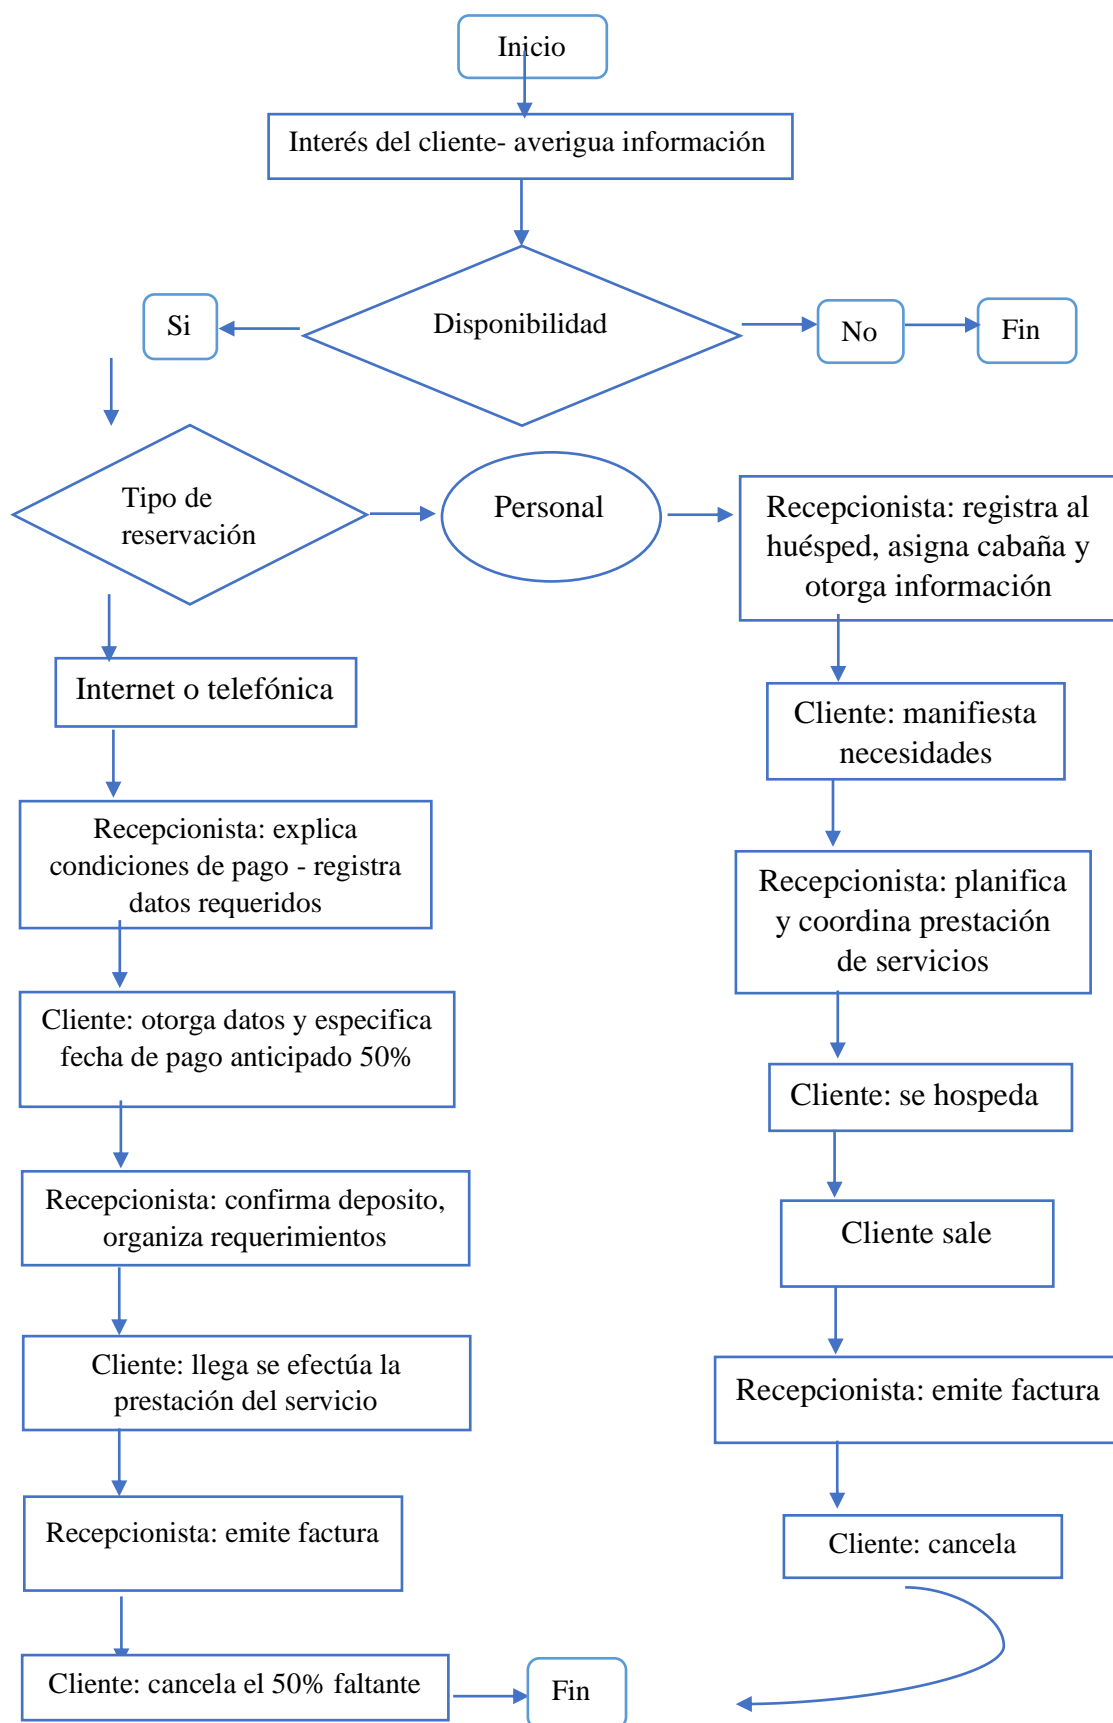 Inicio
Interés del cliente- averigua información
Disponibilidad
Si
No
Fin
Tipo de
reservación
Personal
Recepcionista: registra al
huésped, asigna cabaña y
otorga información
Internet o telefónica
Cliente: manifiesta
necesidades
Recepcionista: explica
condiciones de pago - registra
datos requeridos
Recepcionista: planifica
y coordina prestación
de servicios
Cliente: otorga datos y especifica
fecha de pago anticipado 50%
Cliente: se hospeda
Recepcionista: confirma deposito,
organiza requerimientos
Cliente sale
Cliente: llega se efectúa la
prestación del servicio
Recepcionista: emite factura
Recepcionista: emite factura
Cliente: cancela
Cliente: cancela el 50% faltante
Fin